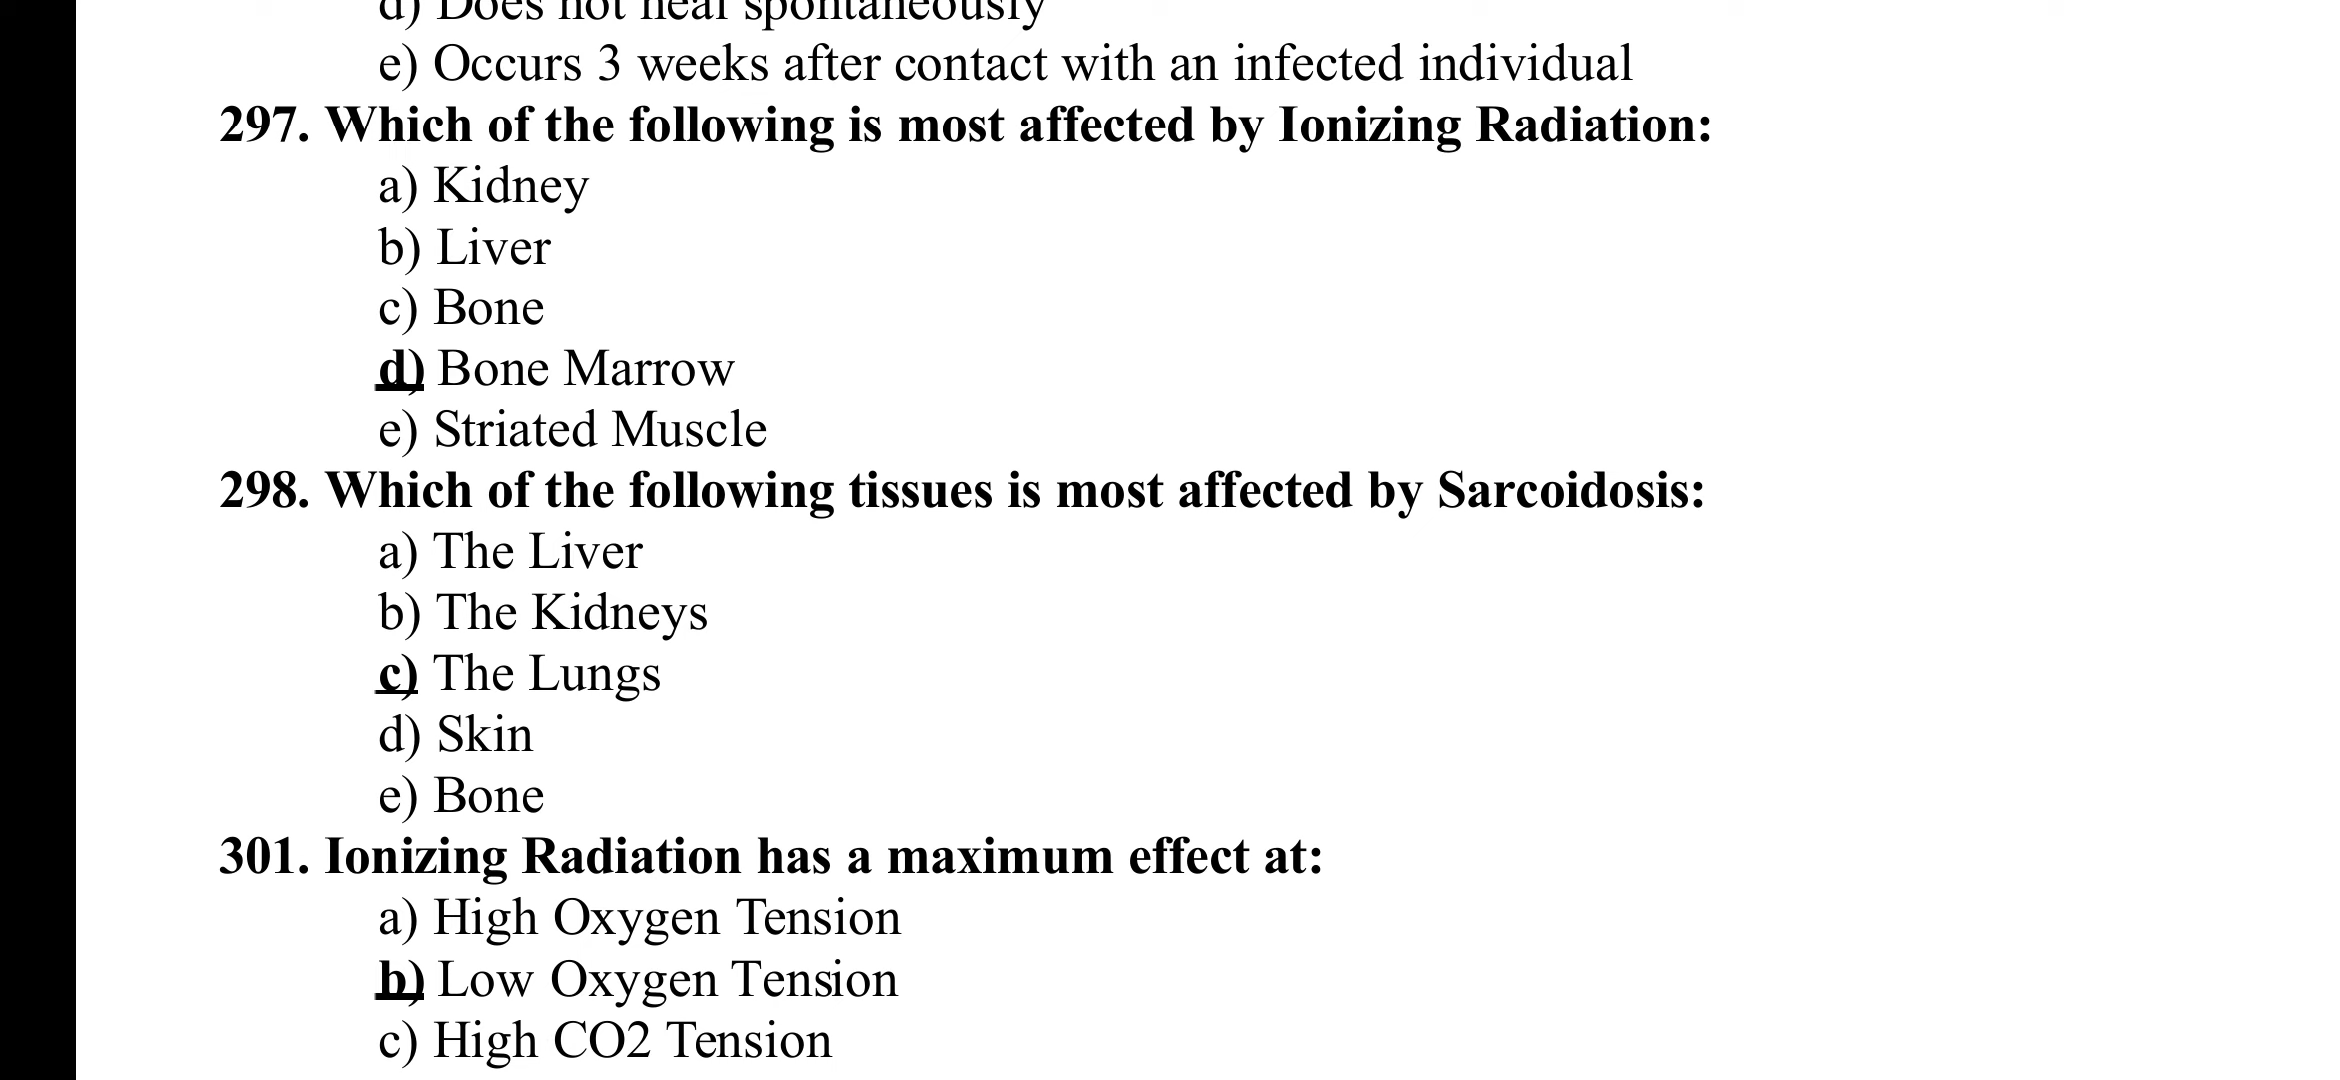 d) Does not heal spontaneously
e) Occurs 3 weeks after contact with an infected individual
297. Which of the following is most affected by Ionizing Radiation:
a) Kidney
b) Liver
c) Bone
d) Bone Marrow
e) Striated Muscle
298. Which of the following tissues is most affected by Sarcoidosis:
a) The Liver
b) The Kidneys
c) The Lungs
d) Skin
e) Bone
301. Ionizing Radiation has a maximum effect at:
a) High Oxygen Tension
b) Low Oxygen Tension
c) High CO2 Tension